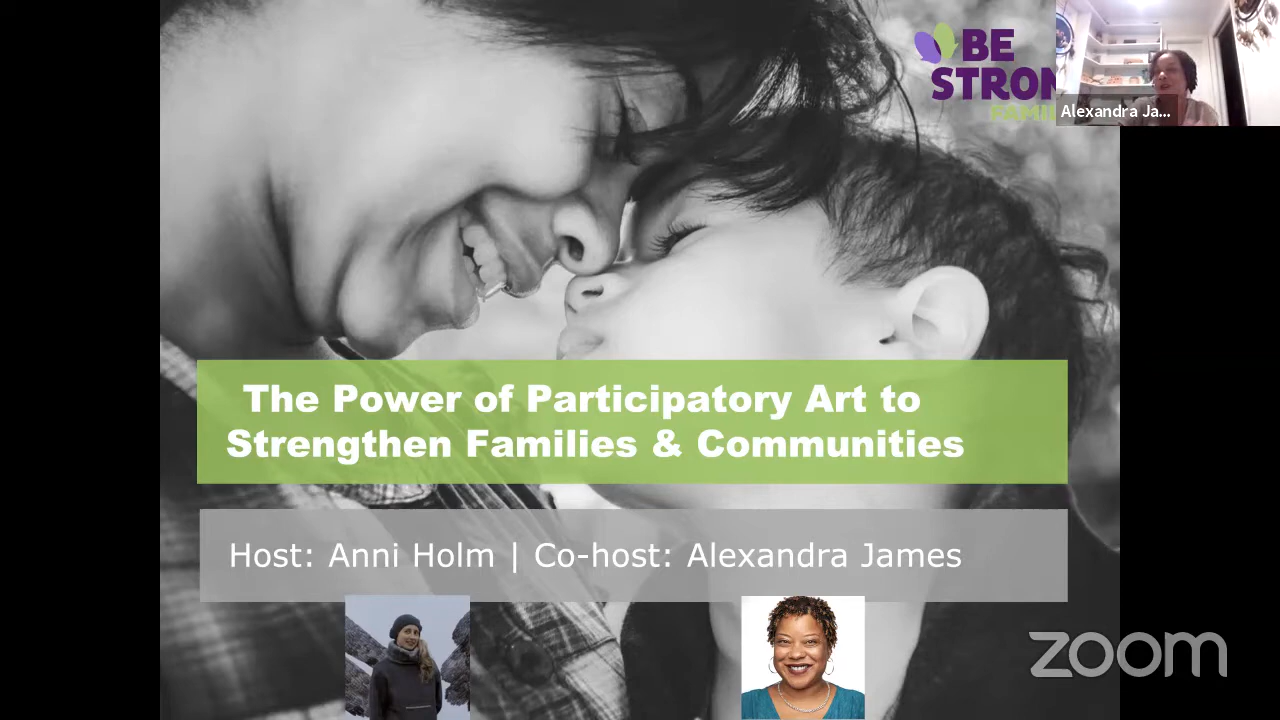 BE
STRON
FAMIL
Alexandra Ja...
The Power of Participatory Art to
Strengthen Families & Communities
Host: Anni Holm | Co-host: Alexandra James
zoom